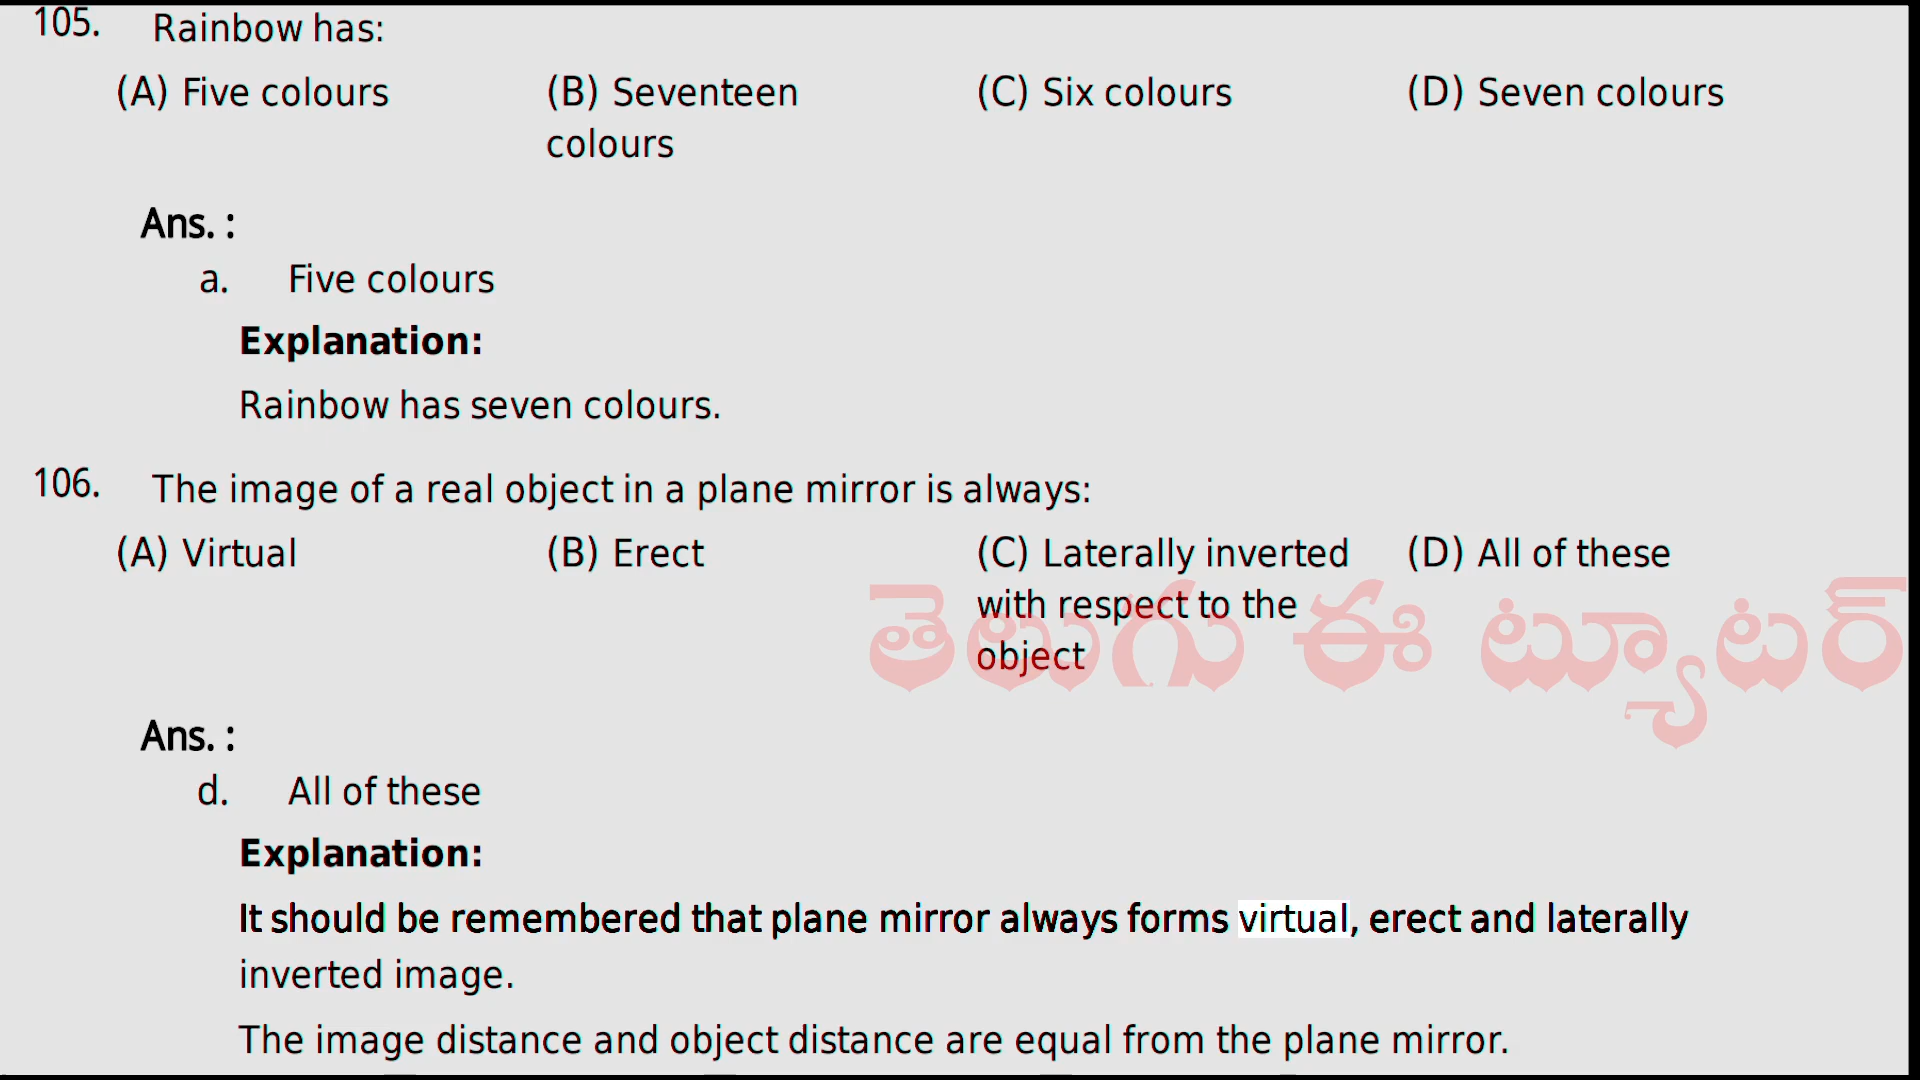 105. Rainbow has:
(A) Five colours (B) Seventeen colours (C) Six colours (D) Seven colours
Ans. :
a. Five colours
Explanation:
Rainbow has seven colours.
106. The image of a real object in a plane mirror is always:
(A) Virtual (B) Erect (C) Laterally inverted with respect to the object (D) All of these
తెలుగు ఈ ట్యూటర్
Ans. :
d. All of these
Explanation:
It should be remembered that plane mirror always forms virtual, erect and laterally
inverted image.
The image distance and object distance are equal from the plane mirror.